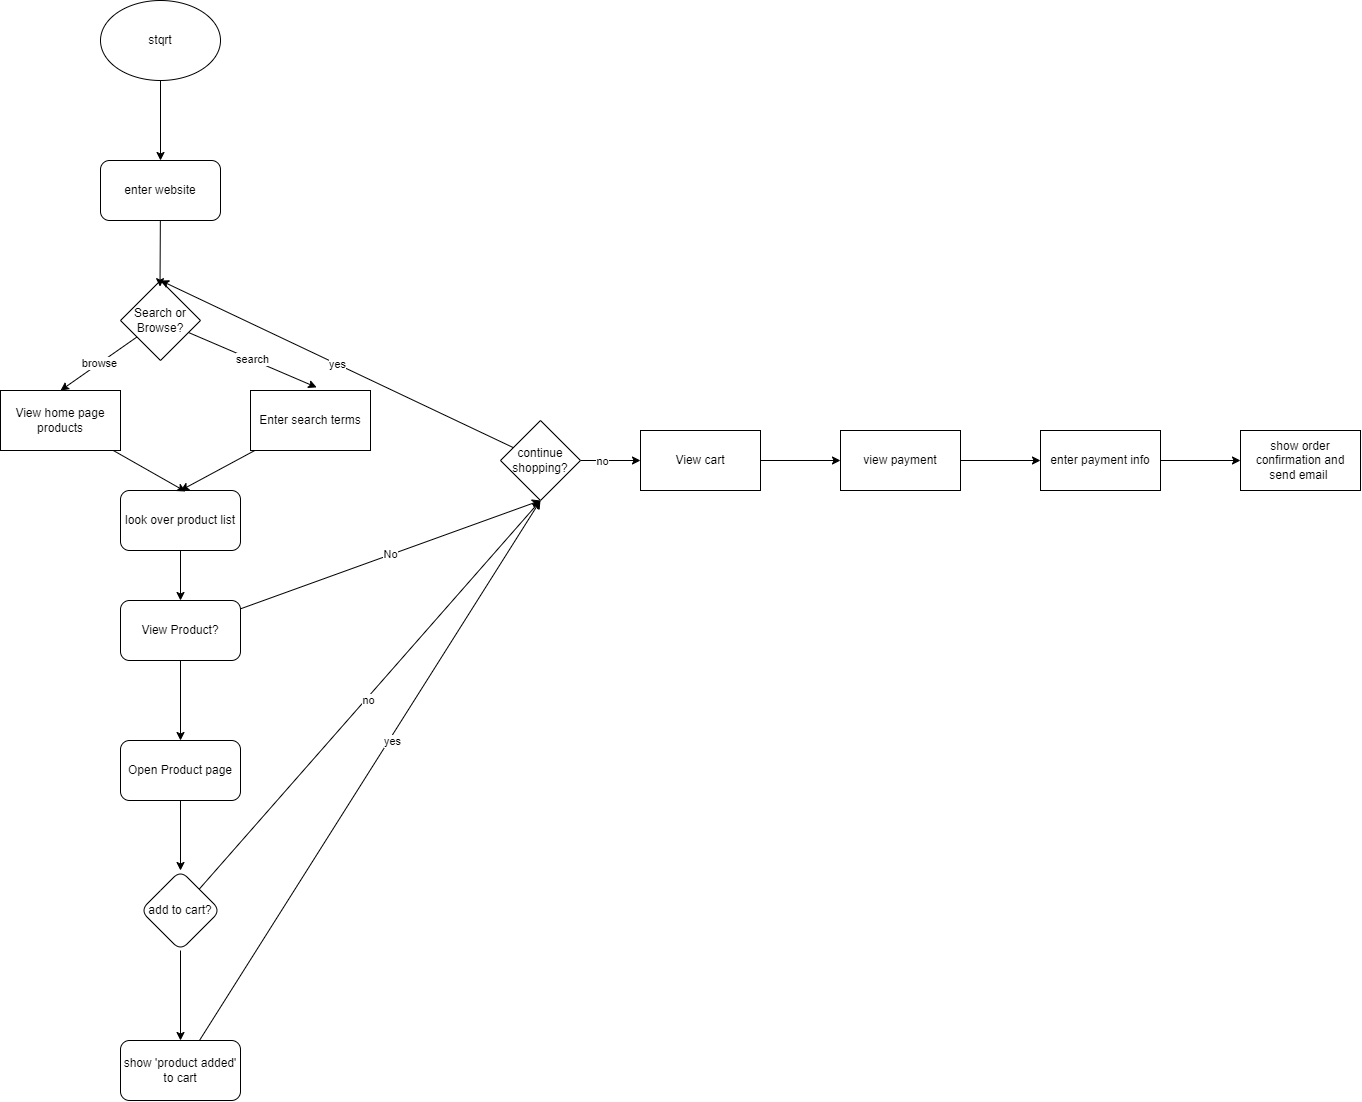 stqrt
enter website
Search or
Browse?
browse
search
yes
View home page
products
Enter search terms
continue
shopping?
no
View cart
view payment
enter payment info
show order
confirmation and
send email
look over product list
No
View Product?
no
yes
Open Product page
add to cart?
show 'product added'
to cart